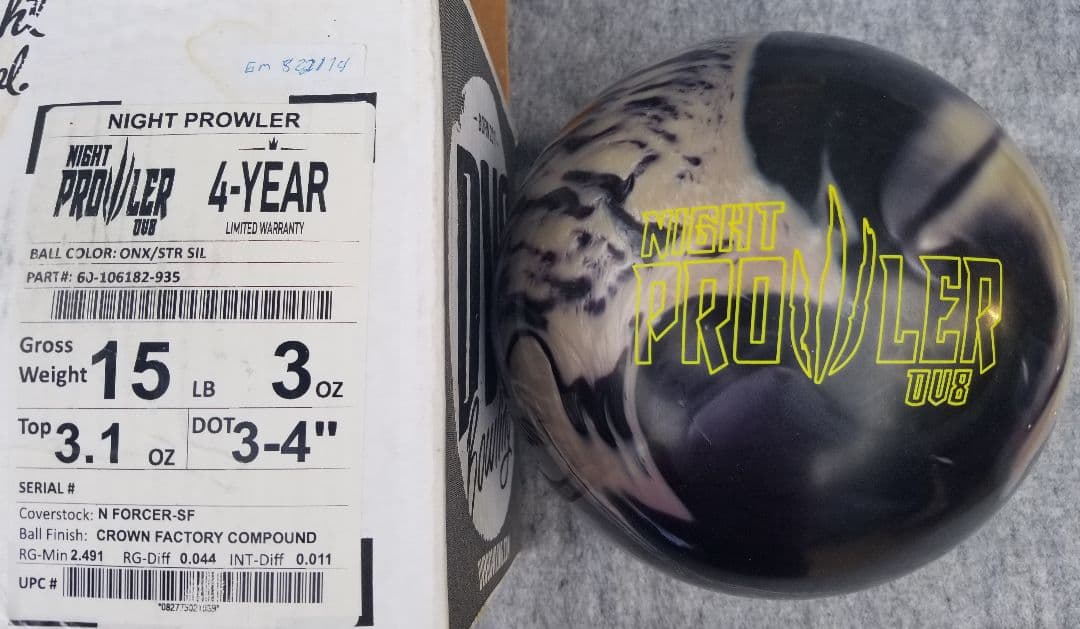 NIGHT PROWLER
NIGHT
PROWLER
DV8
4-YEAR
LIMITED WARRANTY
BALL COLOR: ONX/STR SIL
PART#: 60-106182-935
Gross
Weight 15 LB 3 OZ
Top 3.1 OZ
DOT 3-4"
SERIAL #
Coverstock: N FORCER-SF
Ball Finish: CROWN FACTORY COMPOUND
RG-Min 2.491 RG-Diff 0.044 INT-Diff 0.011
UPC #
NIGHT
PROWLER
DV8